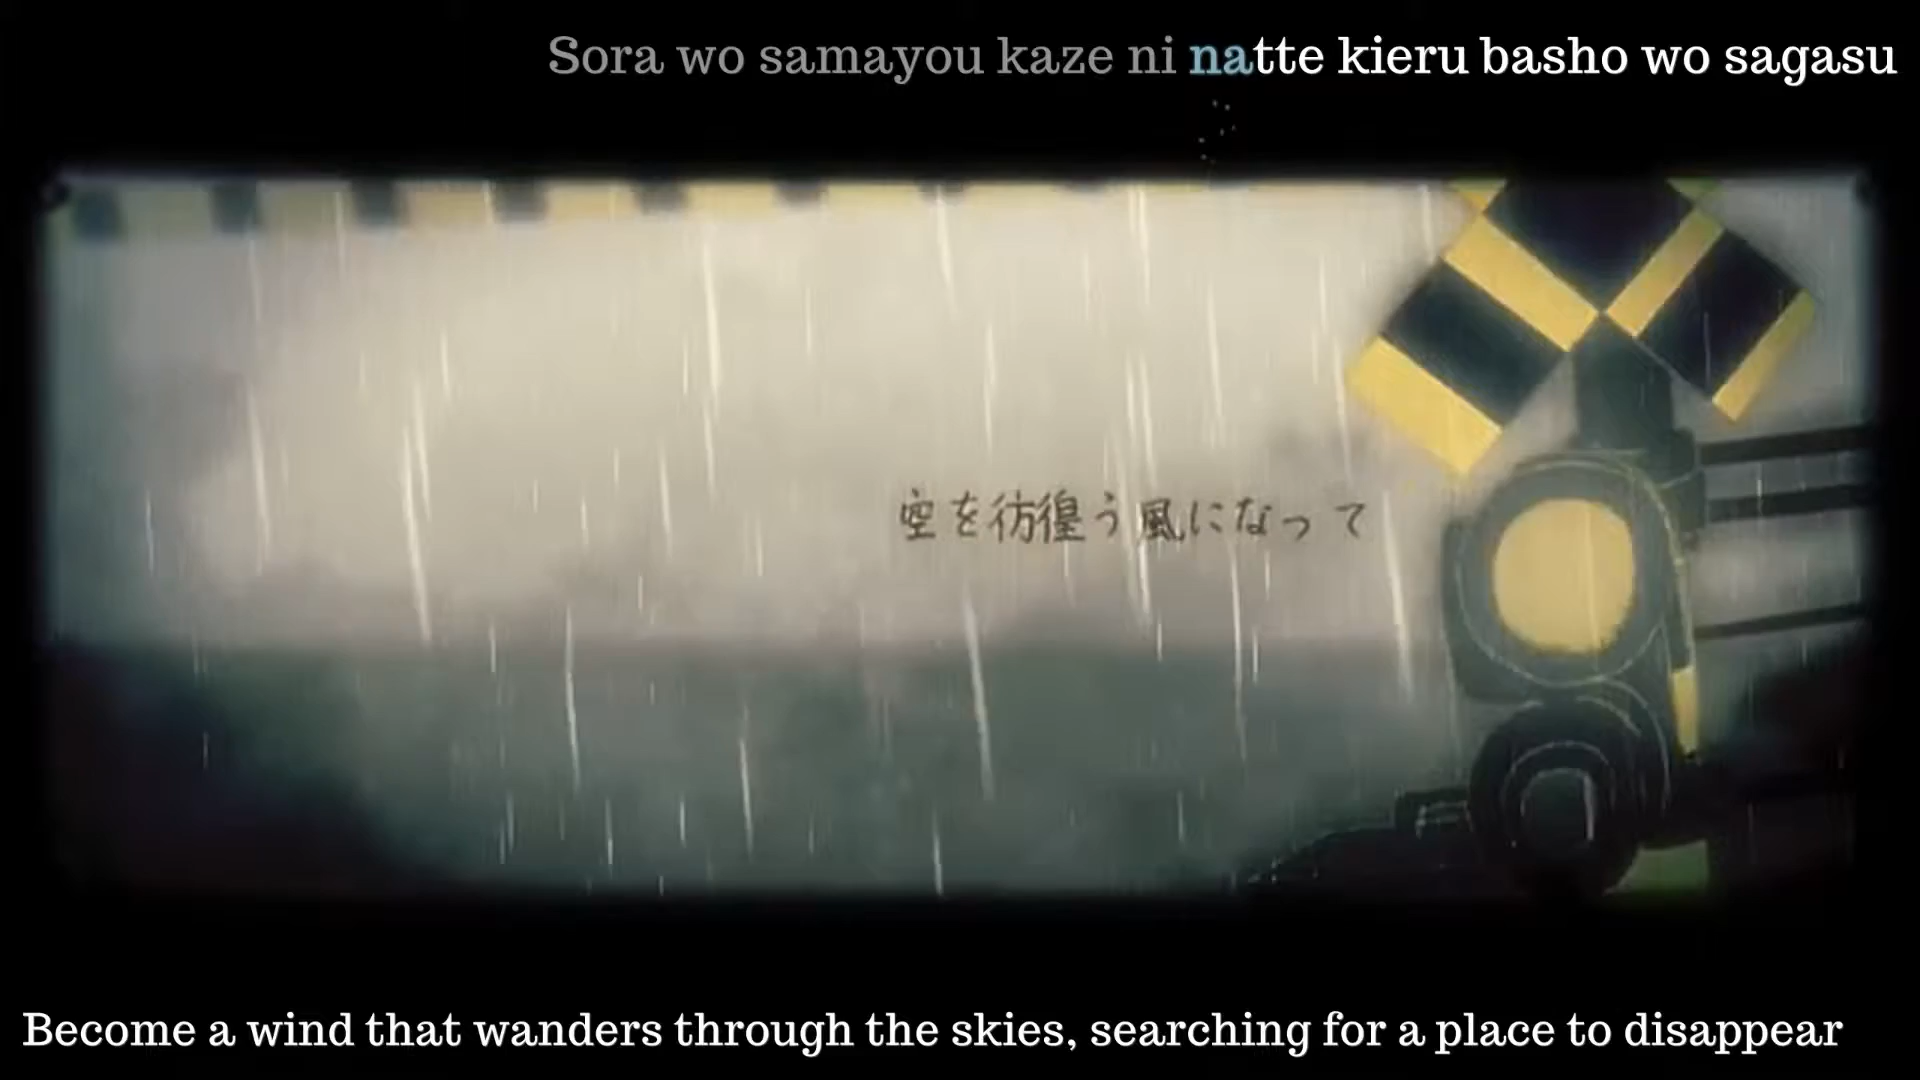 Sora wo samayou kaze ni natte kieru basho wo sagasu
空を彷徨う風になって
Become a wind that wanders through the skies, searching for a place to disappear